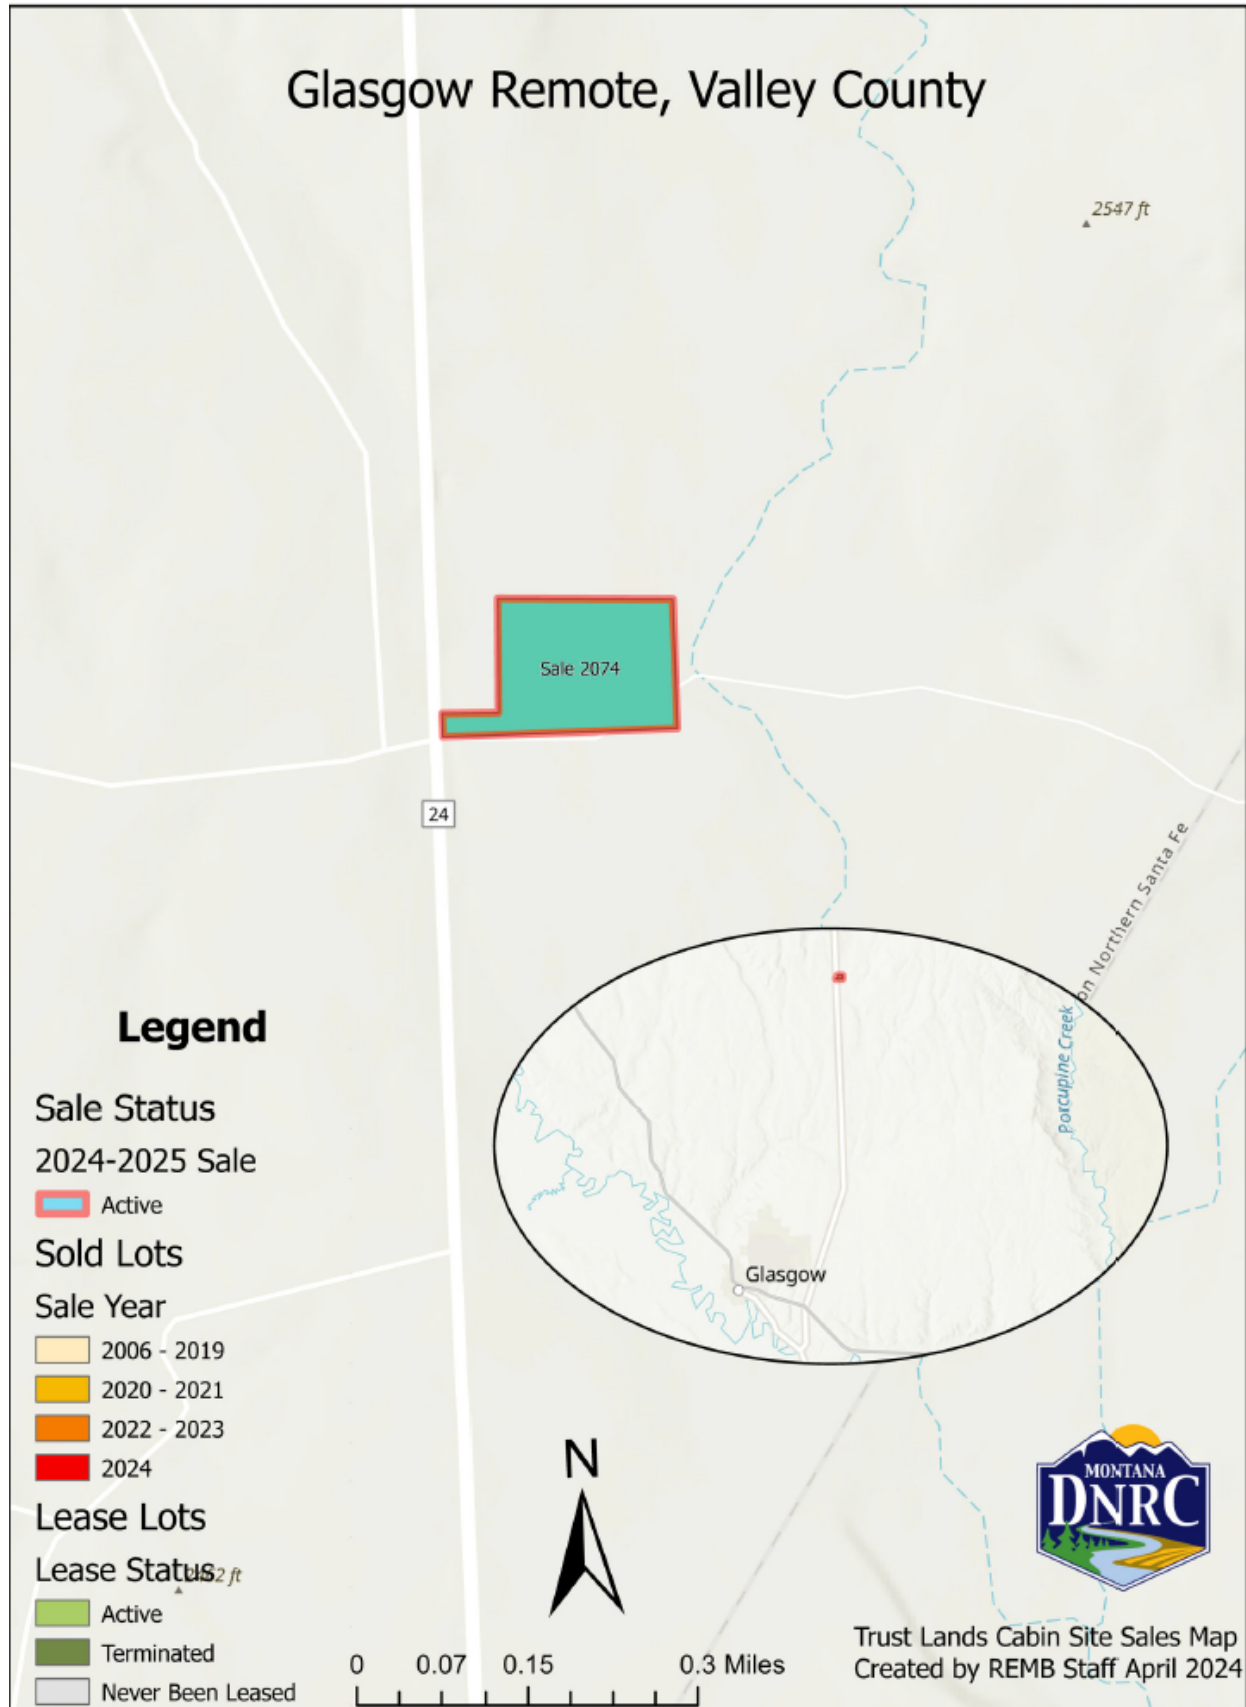 Glasgow Remote, Valley County
2547 ft
Sale 2074
24
on Northern Santa Fe
Porcupine Creek
Glasgow
Legend
Sale Status
2024-2025 Sale
Active
Sold Lots
Sale Year
2006 - 2019
2020 - 2021
2022 - 2023
2024
Lease Lots
Lease Status
Active
Terminated
Never Been Leased
N
0 0.07 0.15 0.3 Miles
MONTANA
DNRC
Trust Lands Cabin Site Sales Map
Created by REMB Staff April 2024